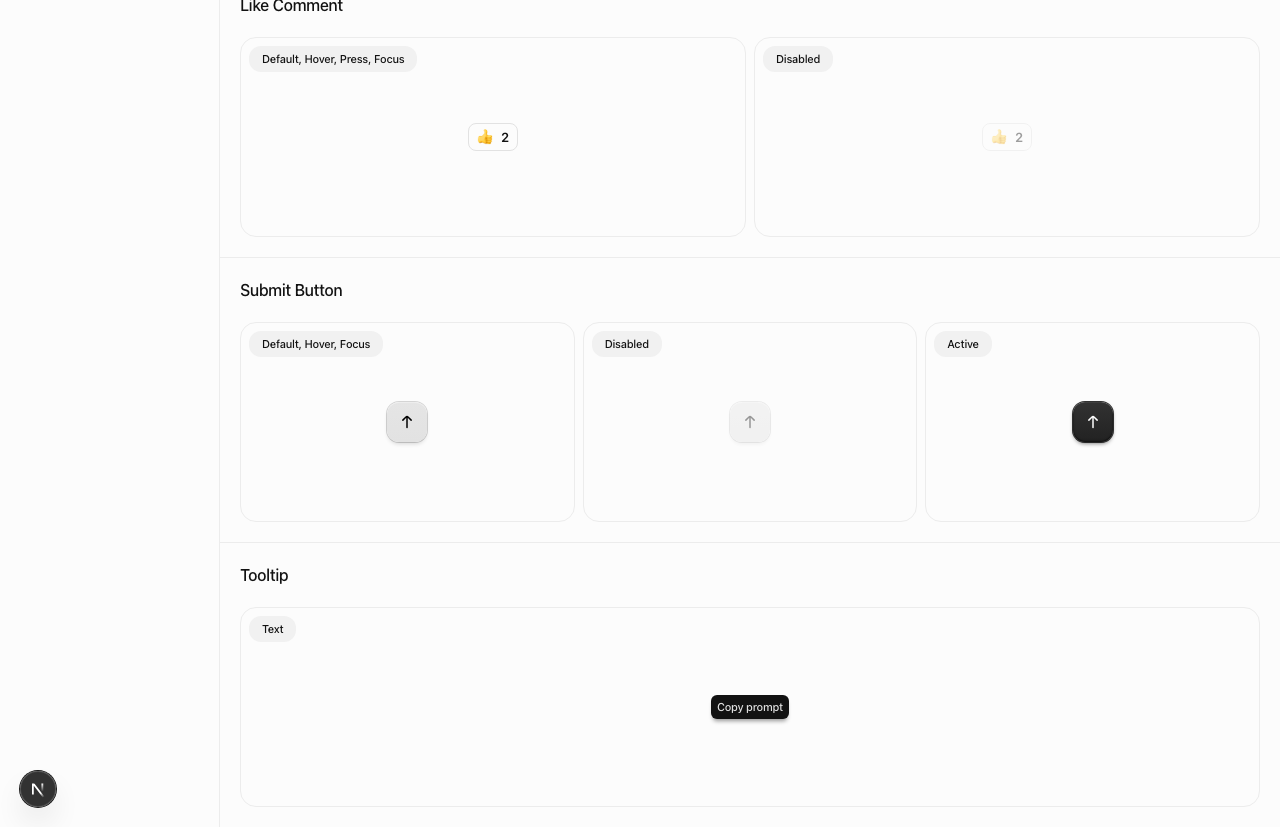 Like Comment
Default, Hover, Press, Focus
Disabled
👍 2
👍 2
Submit Button
Default, Hover, Focus
Disabled
Active
Tooltip
Text
Copy prompt
N